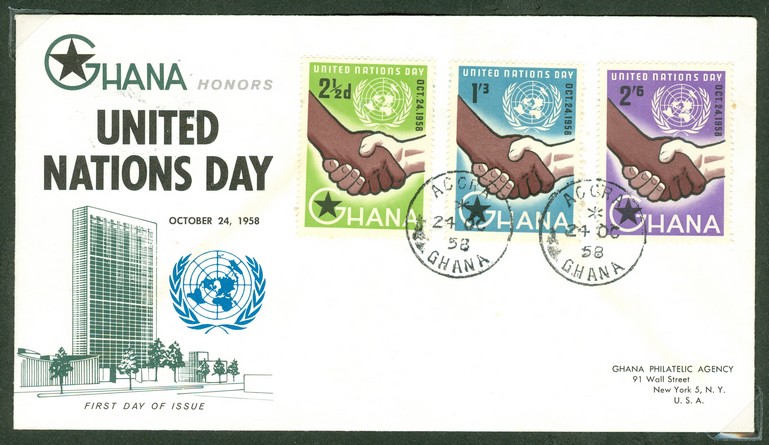 GHANA HONORS
UNITED
NATIONS DAY
OCTOBER 24, 1958
FIRST DAY OF ISSUE
UNITED NATIONS DAY
2½d
OCT.24,1958
GHANA
UNITED NATIONS DAY
1'3
OCT.24,1958
GHANA
UNITED NATIONS DAY
2'6
OCT.24,1958
GHANA
ACCRA
24 OC
58
GHANA
ACCRA
24 OC
58
GHANA
GHANA PHILATELIC AGENCY
91 Wall Street
New York 5, N. Y.
U. S. A.